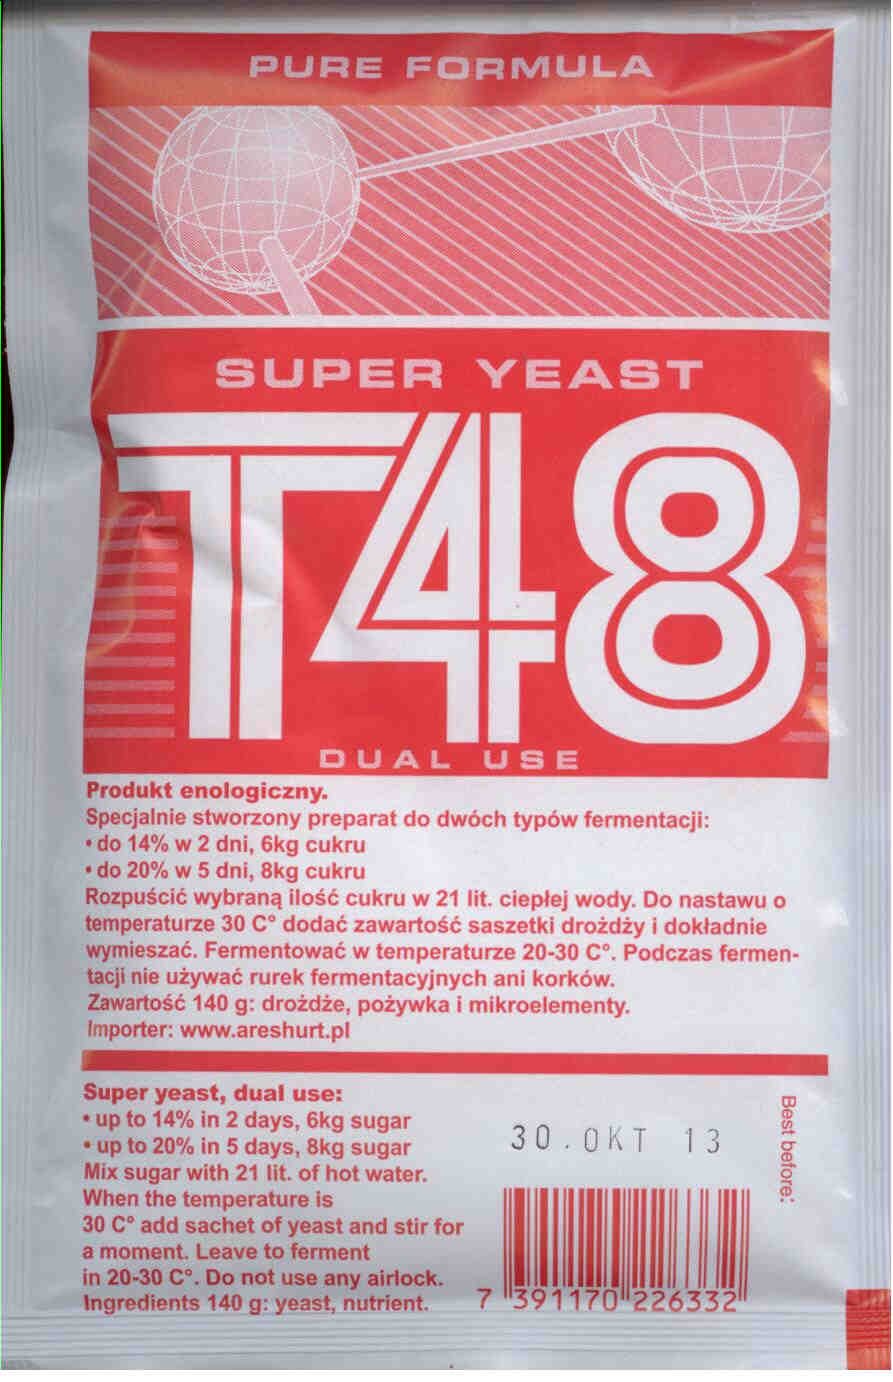 PURE FORMULA
SUPER YEAST
T48
DUAL USE
Produkt enologiczny.
Specjalnie stworzony preparat do dwóch typów fermentacji:
• do 14% w 2 dni, 6kg cukru
• do 20% w 5 dni, 8kg cukru
Rozpuścić wybraną ilość cukru w 21 lit. ciepłej wody. Do nastawu o
temperaturze 30 C° dodać zawartość saszetki drożdży i dokładnie
wymieszać. Fermentować w temperaturze 20-30 C°. Podczas fermen-
tacji nie używać rurek fermentacyjnych ani korków.
Zawartość 140 g: drożdże, pożywka i mikroelementy.
Importer: www.areshurt.pl
Super yeast, dual use:
• up to 14% in 2 days, 6kg sugar
• up to 20% in 5 days, 8kg sugar
Mix sugar with 21 lit. of hot water.
When the temperature is
30 C° add sachet of yeast and stir for
a moment. Leave to ferment
in 20-30 C°. Do not use any airlock.
Ingredients 140 g: yeast, nutrient.
30.OKT 13
Best before:
7 391170 226332